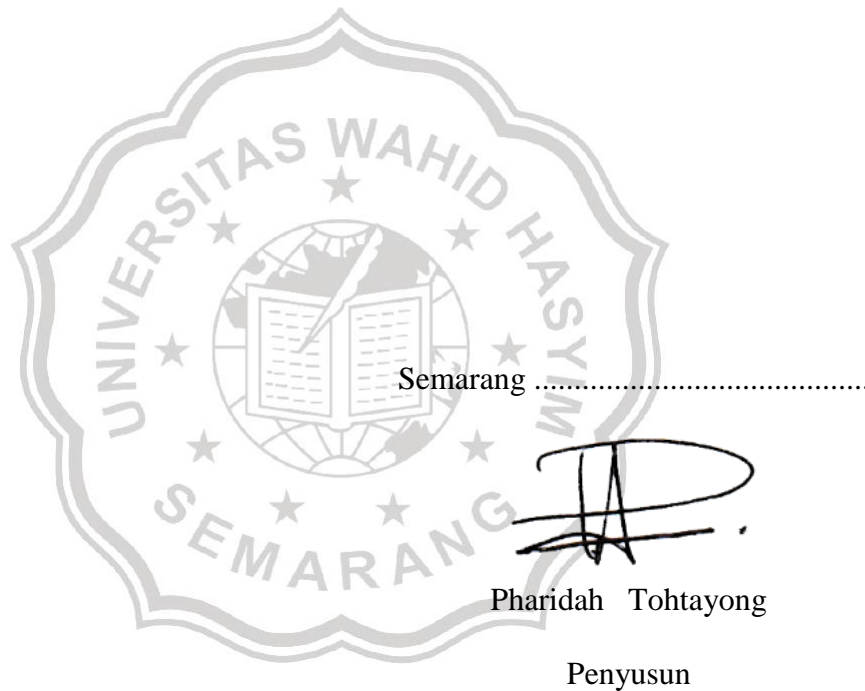 UNIVERSITAS WAHID HASYIM
SEMARANG
Semarang ............................................
Pharidah Tohtayong
Penyusun